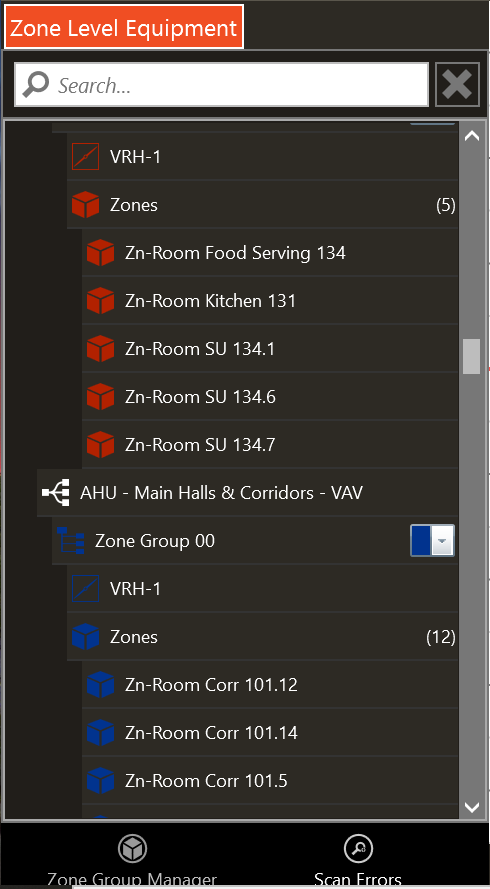 Zone Level Equipment
Search...
VRH-1
Zones (5)
Zn-Room Food Serving 134
Zn-Room Kitchen 131
Zn-Room SU 134.1
Zn-Room SU 134.6
Zn-Room SU 134.7
AHU - Main Halls & Corridors - VAV
Zone Group 00
VRH-1
Zones (12)
Zn-Room Corr 101.12
Zn-Room Corr 101.14
Zn-Room Corr 101.5
Zone Group Manager
Scan Errors